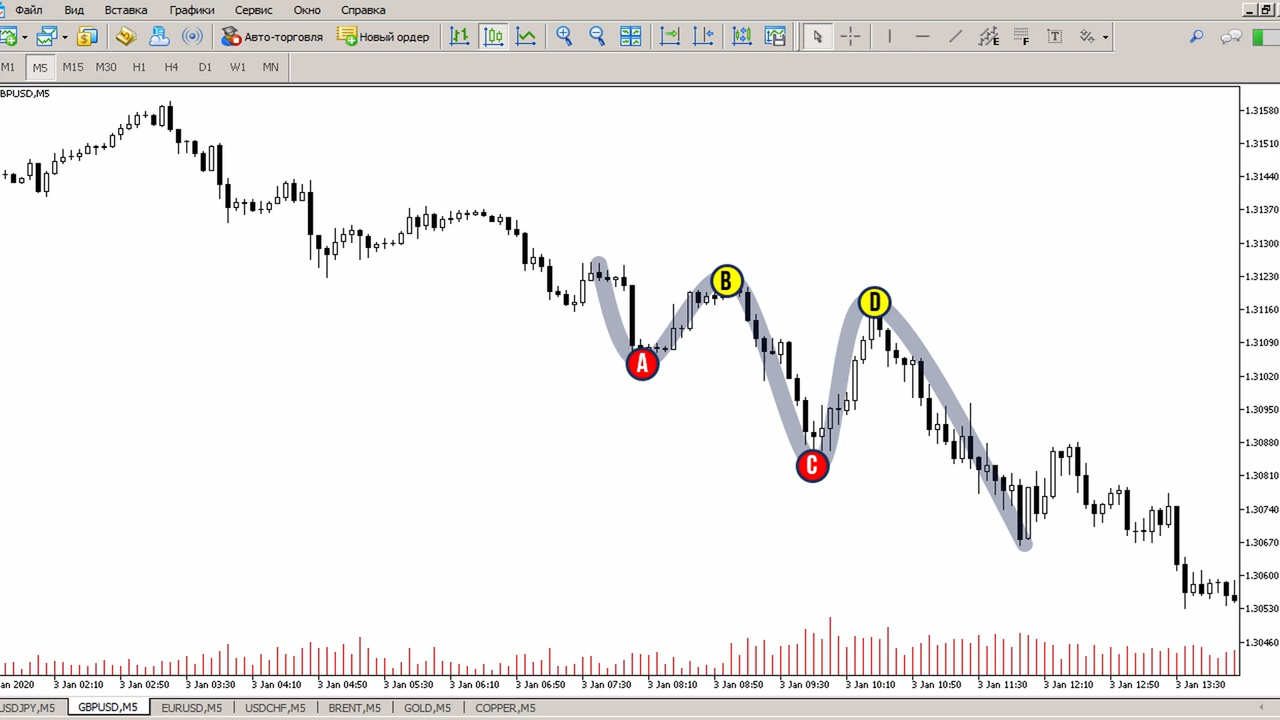 Файл Вид Вставка Графики Сервис Окно Справка
Авто-торговля Новый ордер
M1 M5 M15 M30 H1 H4 D1 W1 MN
BPUSD,M5
1.31580
1.31510
1.31440
1.31370
1.31300
1.31230
1.31160
1.31090
1.31020
1.30950
1.30880
1.30810
1.30740
1.30670
1.30600
1.30530
1.30460
B
D
A
C
an 2020 3 Jan 02:10 3 Jan 02:50 3 Jan 03:30 3 Jan 04:10 3 Jan 04:50 3 Jan 05:30 3 Jan 06:10 3 Jan 06:50 3 Jan 07:30 3 Jan 08:10 3 Jan 08:50 3 Jan 09:30 3 Jan 10:10 3 Jan 10:50 3 Jan 11:30 3 Jan 12:10 3 Jan 12:50 3 Jan 13:30
USDJPY,M5 GBPUSD,M5 EURUSD,M5 USDCHF,M5 BRENT,M5 GOLD,M5 COPPER,M5